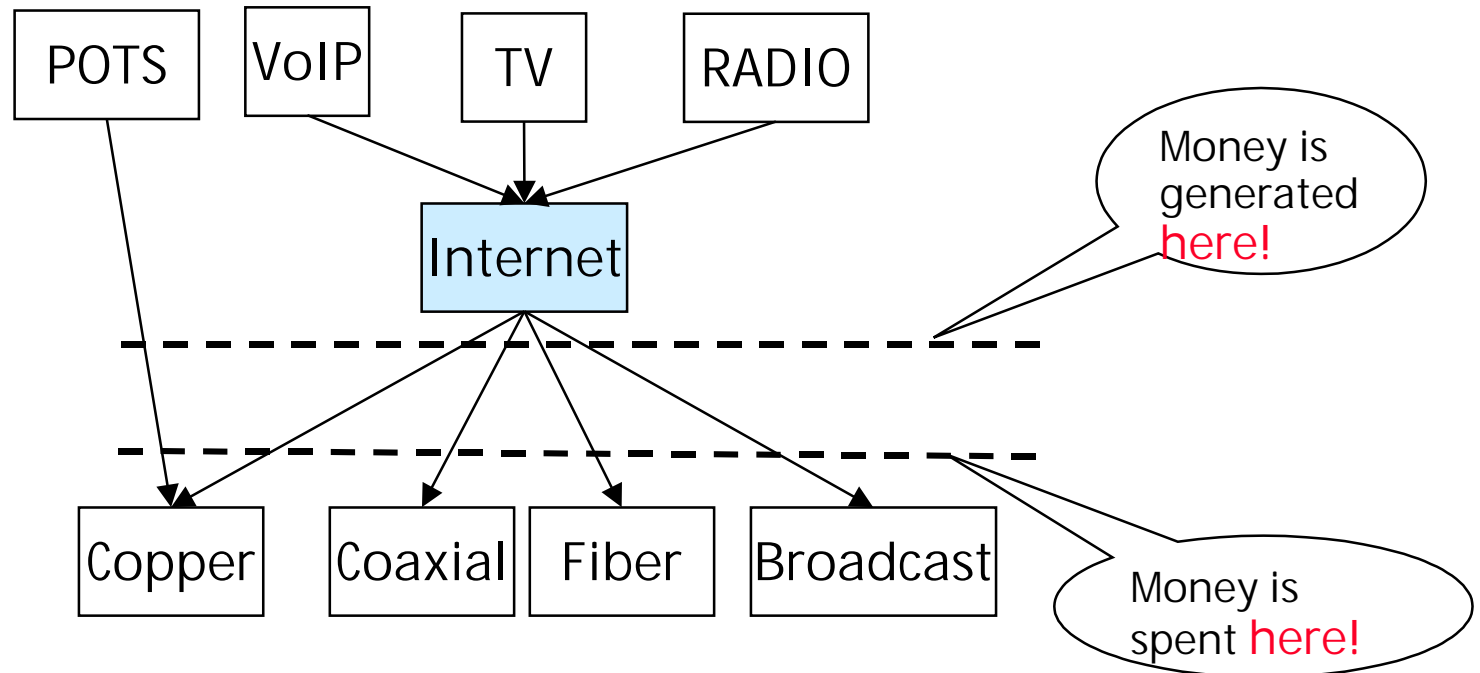 POTS
VoIP
TV
RADIO
Money is
generated
here!
Internet
Copper
Coaxial
Fiber
Broadcast
Money is
spent here!